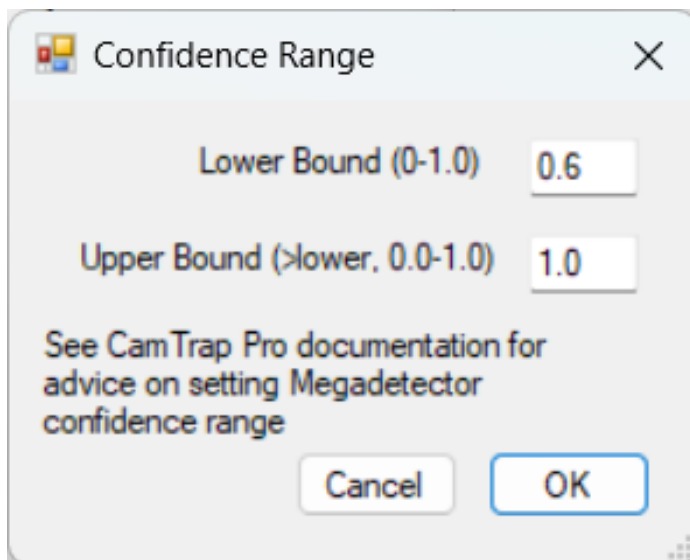 Confidence Range
Lower Bound (0-1.0) 0.6
Upper Bound (>lower, 0.0-1.0) 1.0
See CamTrap Pro documentation for
advice on setting Megadetector
confidence range
Cancel OK